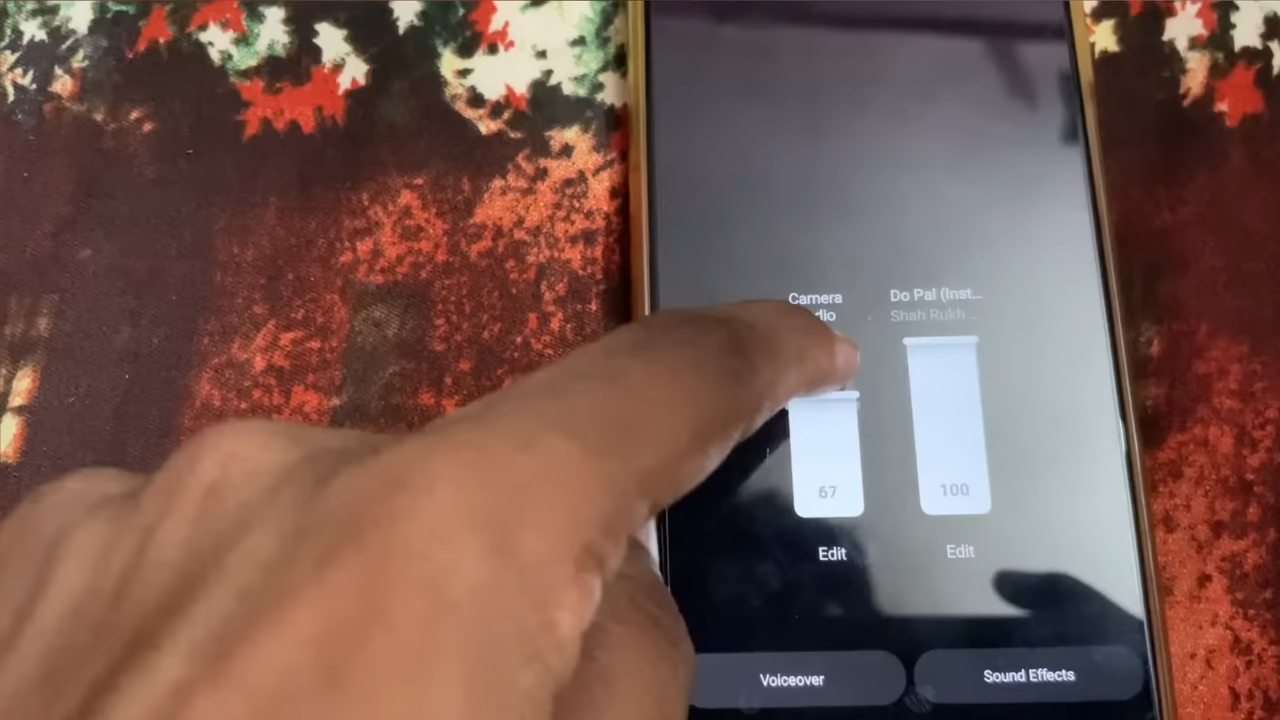 Camera
Do Pal (Inst...
Shah Rukh ...
67
100
Edit
Edit
Voiceover
Sound Effects